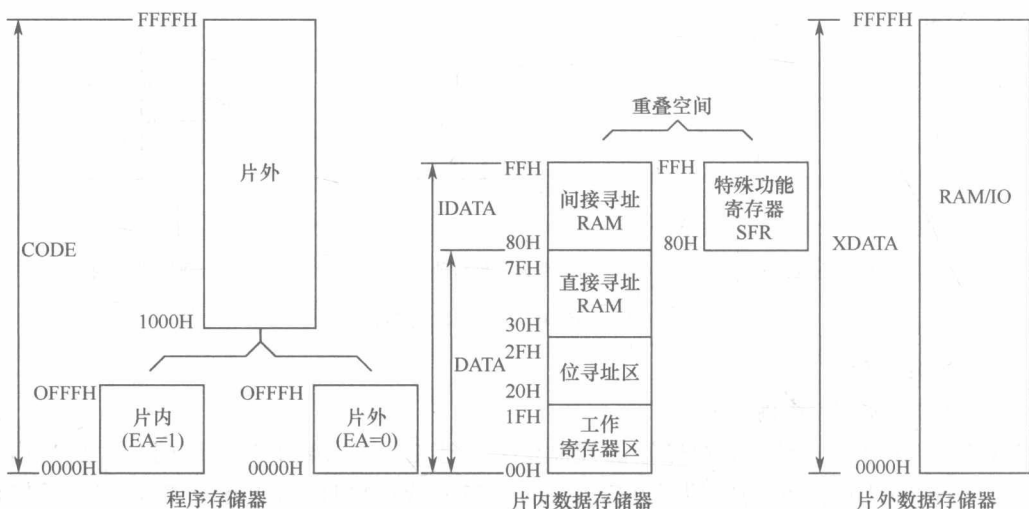 FFFFH
片外
CODE
1000H
OFFFH
片内
(EA=1)
0000H
OFFFH
片外
(EA=0)
0000H
程序存储器
重叠空间
FFH
间接寻址
RAM
IDATA
80H
7FH
直接寻址
RAM
30H
DATA
2FH
位寻址区
20H
1FH
工作
寄存器区
00H
片内数据存储器
FFH
特殊功能
寄存器
SFR
80H
FFFFH
RAM/IO
XDATA
0000H
片外数据存储器